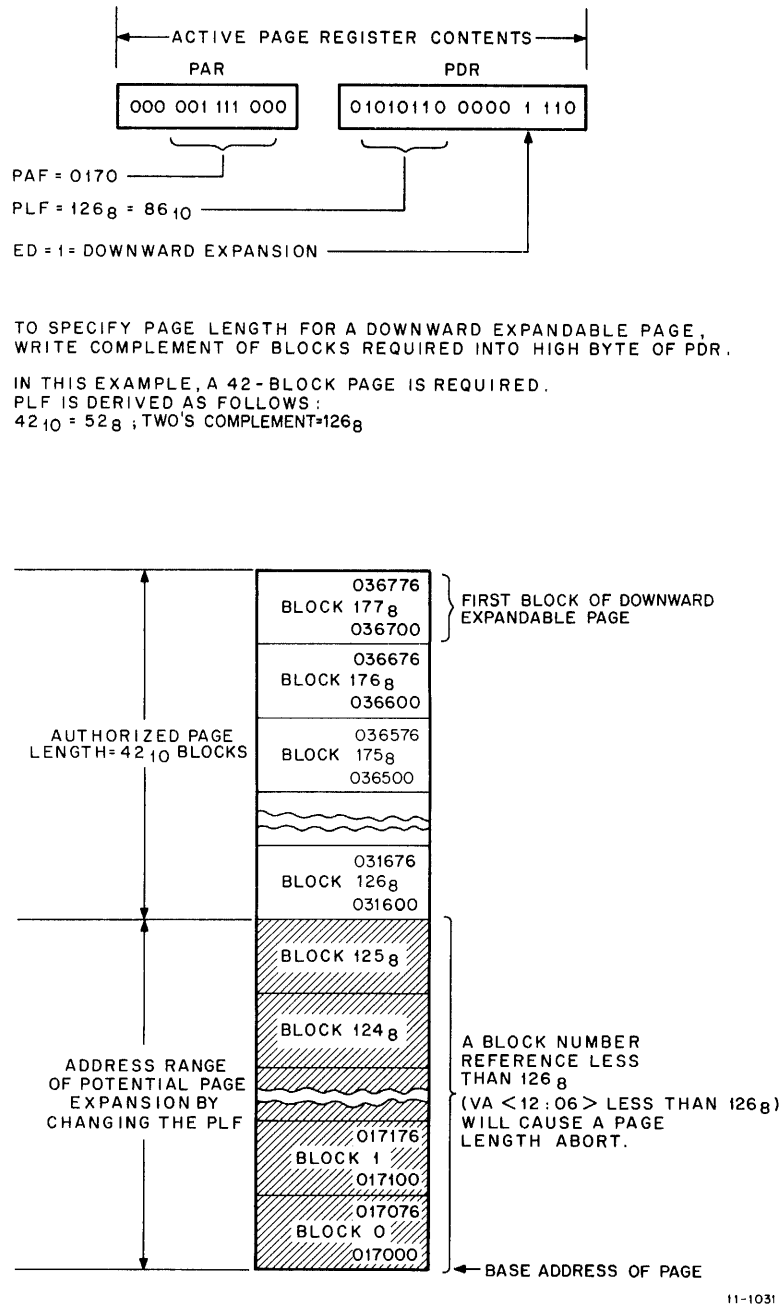 ACTIVE PAGE REGISTER CONTENTS
PAR PDR
000 001 111 000 01010110 0000 1 110
PAF = 0170
PLF = 126₈ = 86₁₀
ED = 1 = DOWNWARD EXPANSION
TO SPECIFY PAGE LENGTH FOR A DOWNWARD EXPANDABLE PAGE,
WRITE COMPLEMENT OF BLOCKS REQUIRED INTO HIGH BYTE OF PDR.
IN THIS EXAMPLE, A 42-BLOCK PAGE IS REQUIRED.
PLF IS DERIVED AS FOLLOWS:
42₁₀ = 52₈ ; TWO'S COMPLEMENT=126₈
036776
BLOCK 177₈
036700
FIRST BLOCK OF DOWNWARD
EXPANDABLE PAGE
036676
BLOCK 176₈
036600
AUTHORIZED PAGE
LENGTH=42₁₀ BLOCKS
036576
BLOCK 175₈
036500
031676
BLOCK 126₈
031600
BLOCK 125₈
BLOCK 124₈
ADDRESS RANGE
OF POTENTIAL PAGE
EXPANSION BY
CHANGING THE PLF
A BLOCK NUMBER
REFERENCE LESS
THAN 126₈
(VA <12:06> LESS THAN 126₈)
WILL CAUSE A PAGE
LENGTH ABORT.
017176
BLOCK 1
017100
017076
BLOCK 0
017000
BASE ADDRESS OF PAGE
11-1031